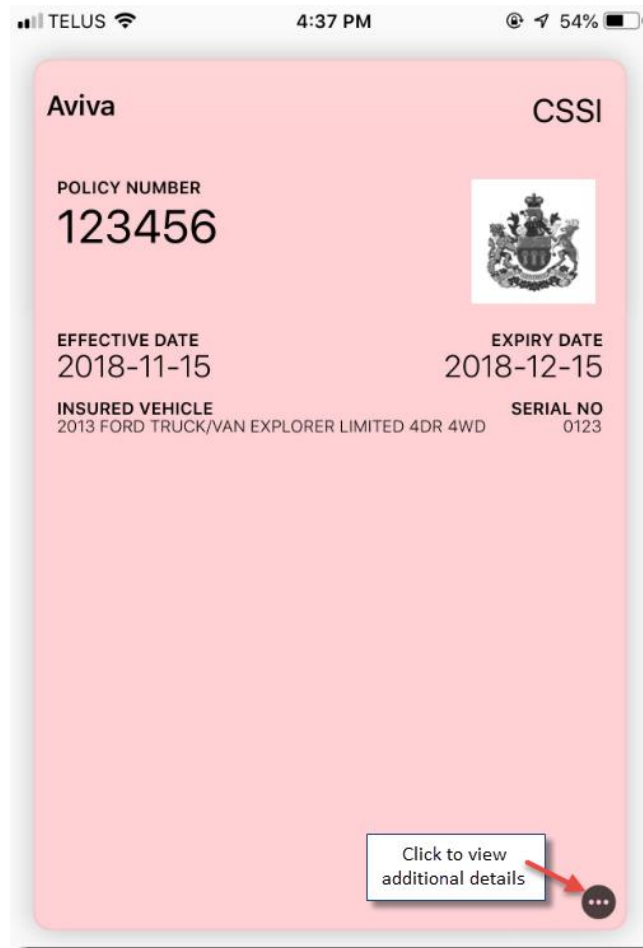 TELUS 4:37 PM 54%
Aviva CSSI
POLICY NUMBER
123456
EFFECTIVE DATE EXPIRY DATE
2018-11-15 2018-12-15
INSURED VEHICLE SERIAL NO
2013 FORD TRUCK/VAN EXPLORER LIMITED 4DR 4WD 0123
Click to view
additional details